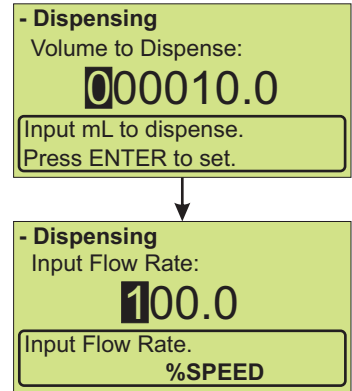 - Dispensing
Volume to Dispense:
000010.0
Input mL to dispense.
Press ENTER to set.
- Dispensing
Input Flow Rate:
100.0
Input Flow Rate.
%SPEED